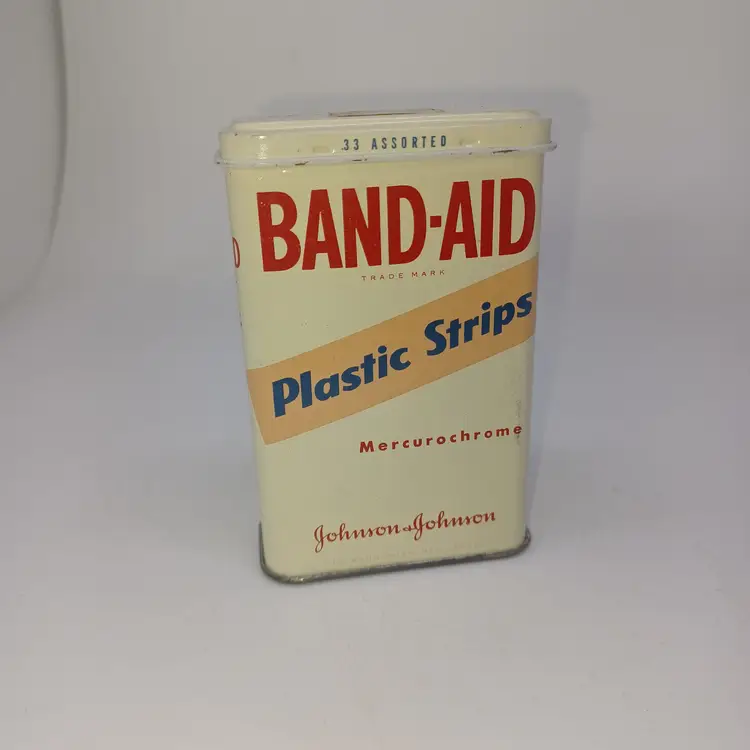 33 ASSORTED
BAND-AID
TRADE MARK
Plastic Strips
Mercurochrome
Johnson & Johnson